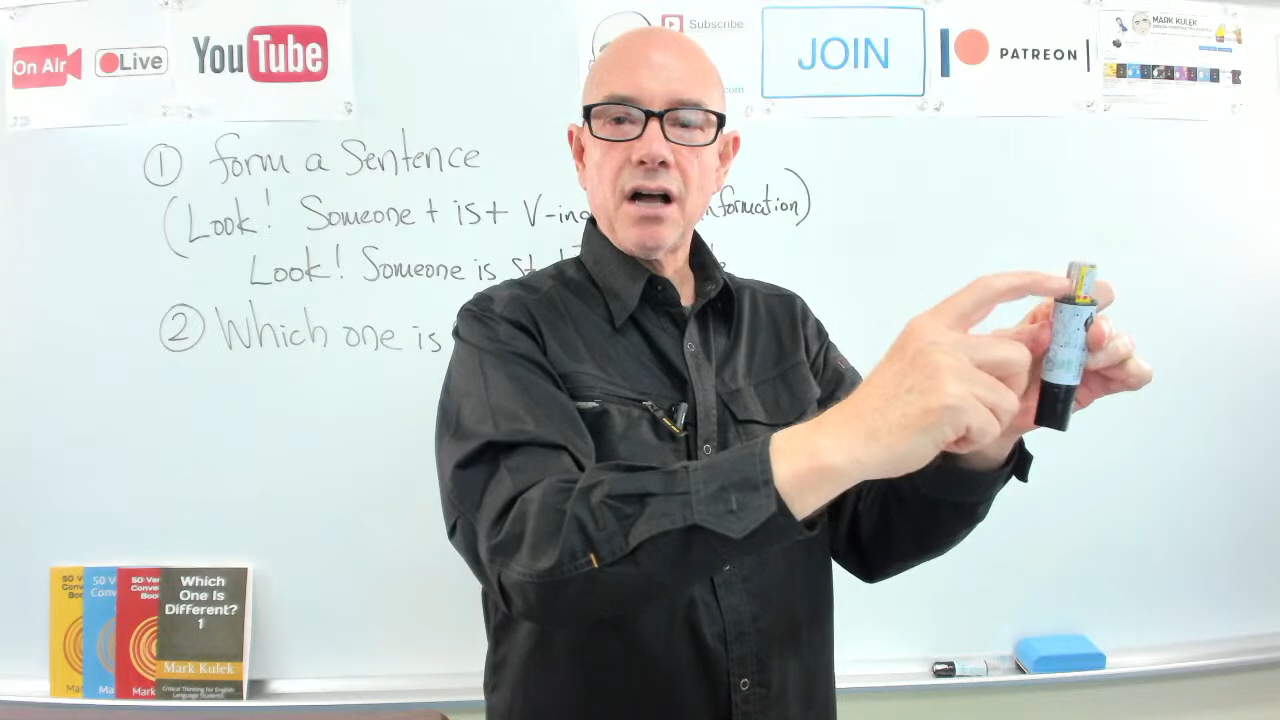 On Air
Live
YouTube
Subscribe
.com
JOIN
PATREON
MARK KULEK
① form a Sentence
(Look! Someone + is + V-ing information)
Look! Someone is
② Which one is
Which
One Is
Different?
1
Mark Kulek
Critical Thinking for English
Language Students